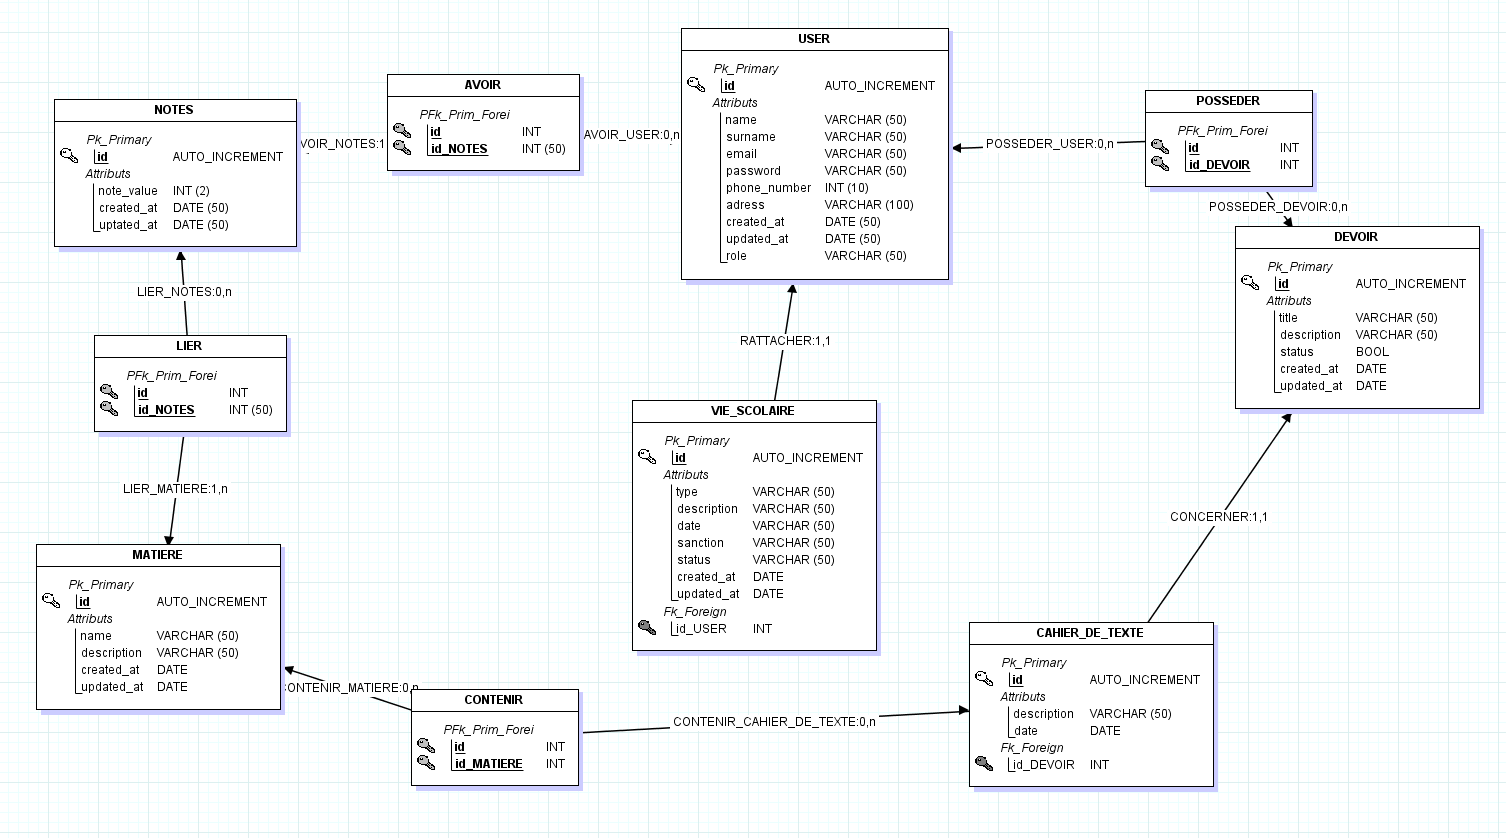 USER
Pk_Primary
id AUTO_INCREMENT
Attributs
name VARCHAR (50)
surname VARCHAR (50)
email VARCHAR (50)
password VARCHAR (50)
phone_number INT (10)
adress VARCHAR (100)
created_at DATE (50)
updated_at DATE (50)
role VARCHAR (50)
AVOIR
PFk_Prim_Forei
id INT
id_NOTES INT (50)
VOIR_NOTES:1
AVOIR_USER:0,n
NOTES
Pk_Primary
id AUTO_INCREMENT
Attributs
note_value INT (2)
created_at DATE (50)
uptated_at DATE (50)
POSSEDER
PFk_Prim_Forei
id INT
id_DEVOIR INT
POSSEDER_USER:0,n
POSSEDER_DEVOIR:0,n
DEVOIR
Pk_Primary
id AUTO_INCREMENT
Attributs
title VARCHAR (50)
description VARCHAR (50)
status BOOL
created_at DATE
updated_at DATE
LIER_NOTES:0,n
LIER
PFk_Prim_Forei
id INT
id_NOTES INT (50)
LIER_MATIERE:1,n
RATTACHER:1,1
VIE_SCOLAIRE
Pk_Primary
id AUTO_INCREMENT
Attributs
type VARCHAR (50)
description VARCHAR (50)
date VARCHAR (50)
sanction VARCHAR (50)
status VARCHAR (50)
created_at DATE
updated_at DATE
Fk_Foreign
id_USER INT
CONCERNER:1,1
MATIERE
Pk_Primary
id AUTO_INCREMENT
Attributs
name VARCHAR (50)
description VARCHAR (50)
created_at DATE
updated_at DATE
CONTENIR_MATIERE:0,n
CONTENIR
PFk_Prim_Forei
id INT
id_MATIERE INT
CONTENIR_CAHIER_DE_TEXTE:0,n
CAHIER_DE_TEXTE
Pk_Primary
id AUTO_INCREMENT
Attributs
description VARCHAR (50)
date DATE
Fk_Foreign
id_DEVOIR INT